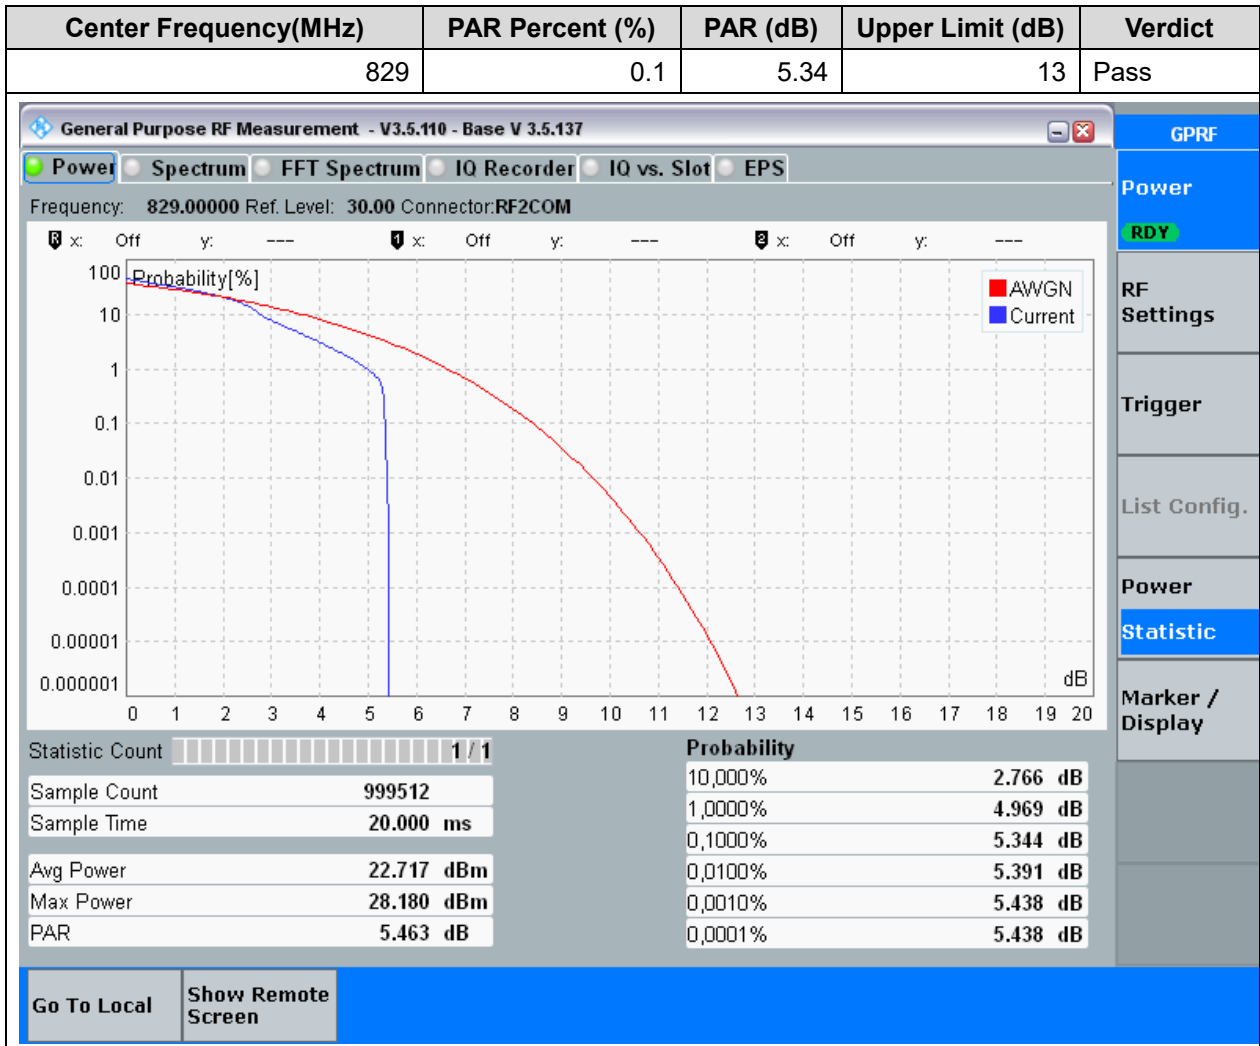 Center Frequency(MHz) PAR Percent (%) PAR (dB) Upper Limit (dB) Verdict
829 0.1 5.34 13 Pass
General Purpose RF Measurement - V3.5.110 - Base V 3.5.137
GPRF
Power Spectrum FFT Spectrum IQ Recorder IQ vs. Slot EPS
Power
RDY
Frequency: 829.00000 Ref. Level: 30.00 Connector:RF2COM
R x: Off y: --- 1 x: Off y: --- 2 x: Off y: ---
Probability[%]
AWGN
Current
100
10
1
0.1
0.01
0.001
0.0001
0.00001
0.000001
dB
0 1 2 3 4 5 6 7 8 9 10 11 12 13 14 15 16 17 18 19 20
RF
Settings
Trigger
List Config.
Power
Statistic
Marker /
Display
Statistic Count 1 / 1
Sample Count 999512
Sample Time 20.000 ms
Avg Power 22.717 dBm
Max Power 28.180 dBm
PAR 5.463 dB
Probability
10,000% 2.766 dB
1,0000% 4.969 dB
0,1000% 5.344 dB
0,0100% 5.391 dB
0,0010% 5.438 dB
0,0001% 5.438 dB
Go To Local
Show Remote
Screen